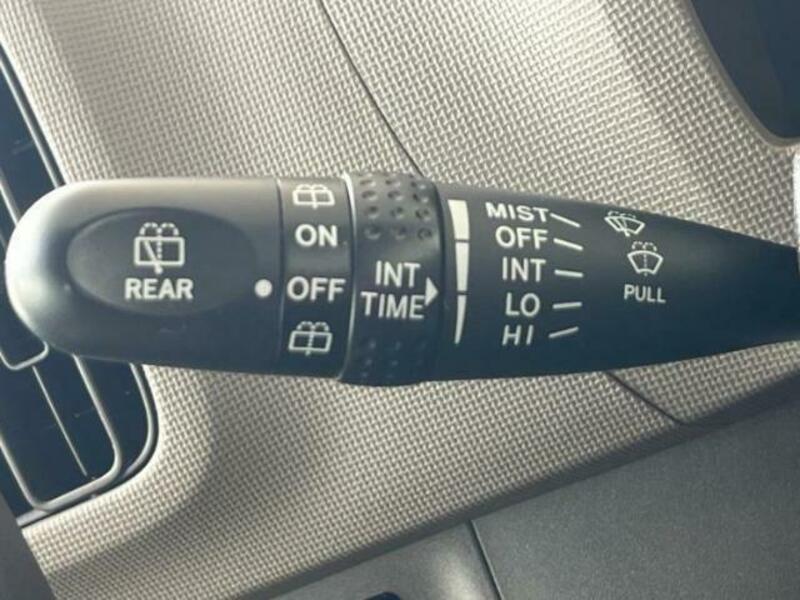 REAR
ON
OFF
INT
TIME
MIST
OFF
INT
LO
HI
PULL